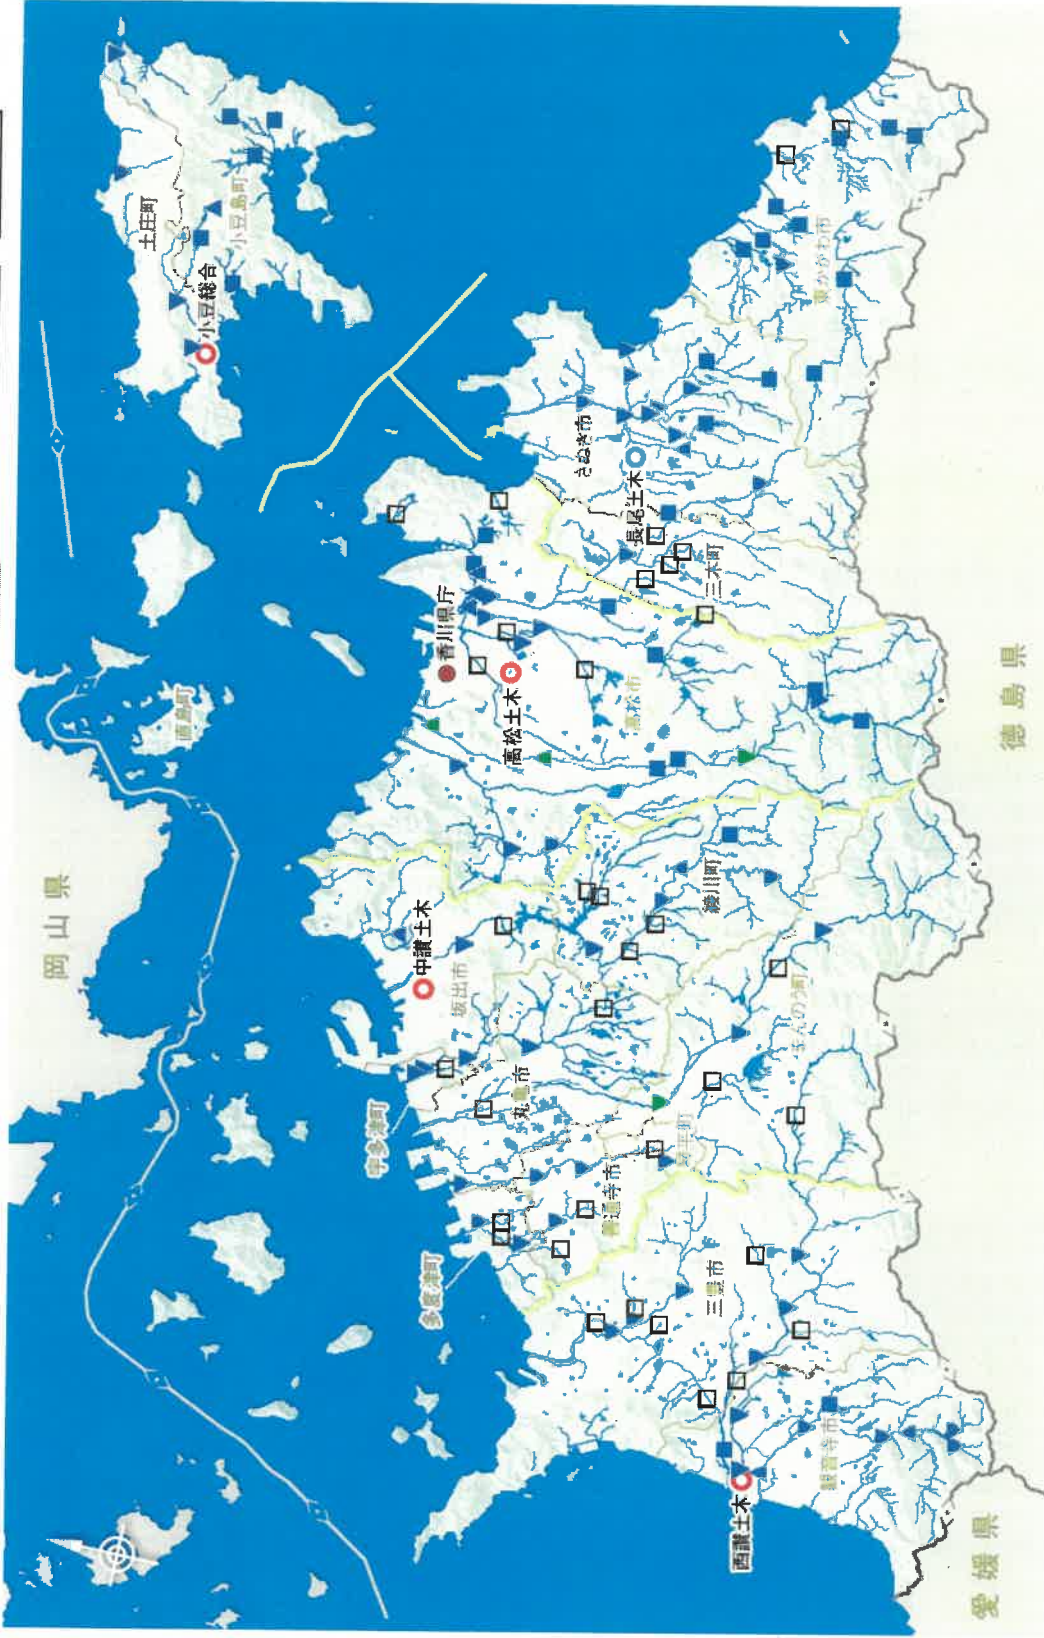 岡山県
土庄町
小豆島町
小豆総合
直島町
香川県庁
高松土木
高松市
さぬき市
長尾土木
三木町
東かがわ市
中讃土木
坂出市
宇多津町
丸亀市
綾川町
まんのう町
琴平町
善通寺市
多度津町
三豊市
観音寺市
西讃土木
徳島県
愛媛県